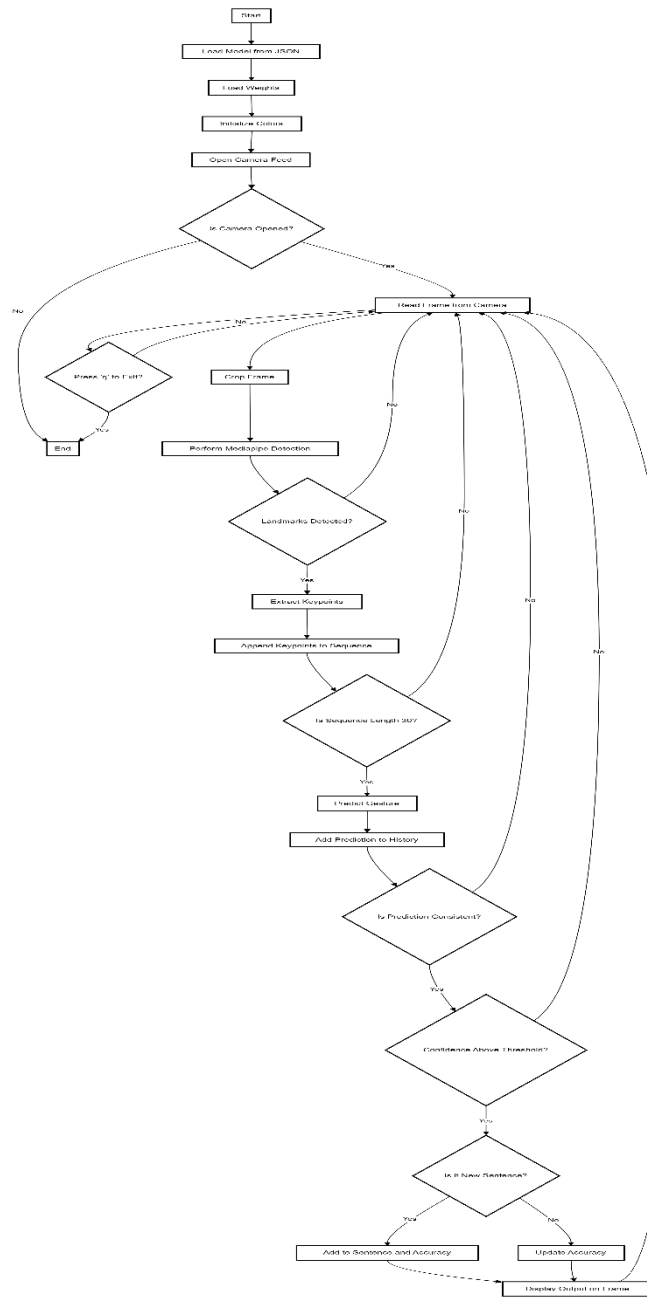 Start
Load Model from JSON
Load Weights
Initialize Colors
Open Camera Feed
Is Camera Opened?
No
Yes
Read Frame from Camera
No
Press 'q' to Exit?
Yes
End
Crop Frame
No
Perform Mediapipe Detection
Landmarks Detected?
No
Yes
Extract Keypoints
Append Keypoints to Sequence
No
Is Sequence Length 30?
No
Yes
Predict Gesture
Add Prediction to History
Is Prediction Consistent?
Yes
Confidence Above Threshold?
Yes
Is It New Sentence?
Yes
No
Add to Sentence and Accuracy
Update Accuracy
Display Output on Frame